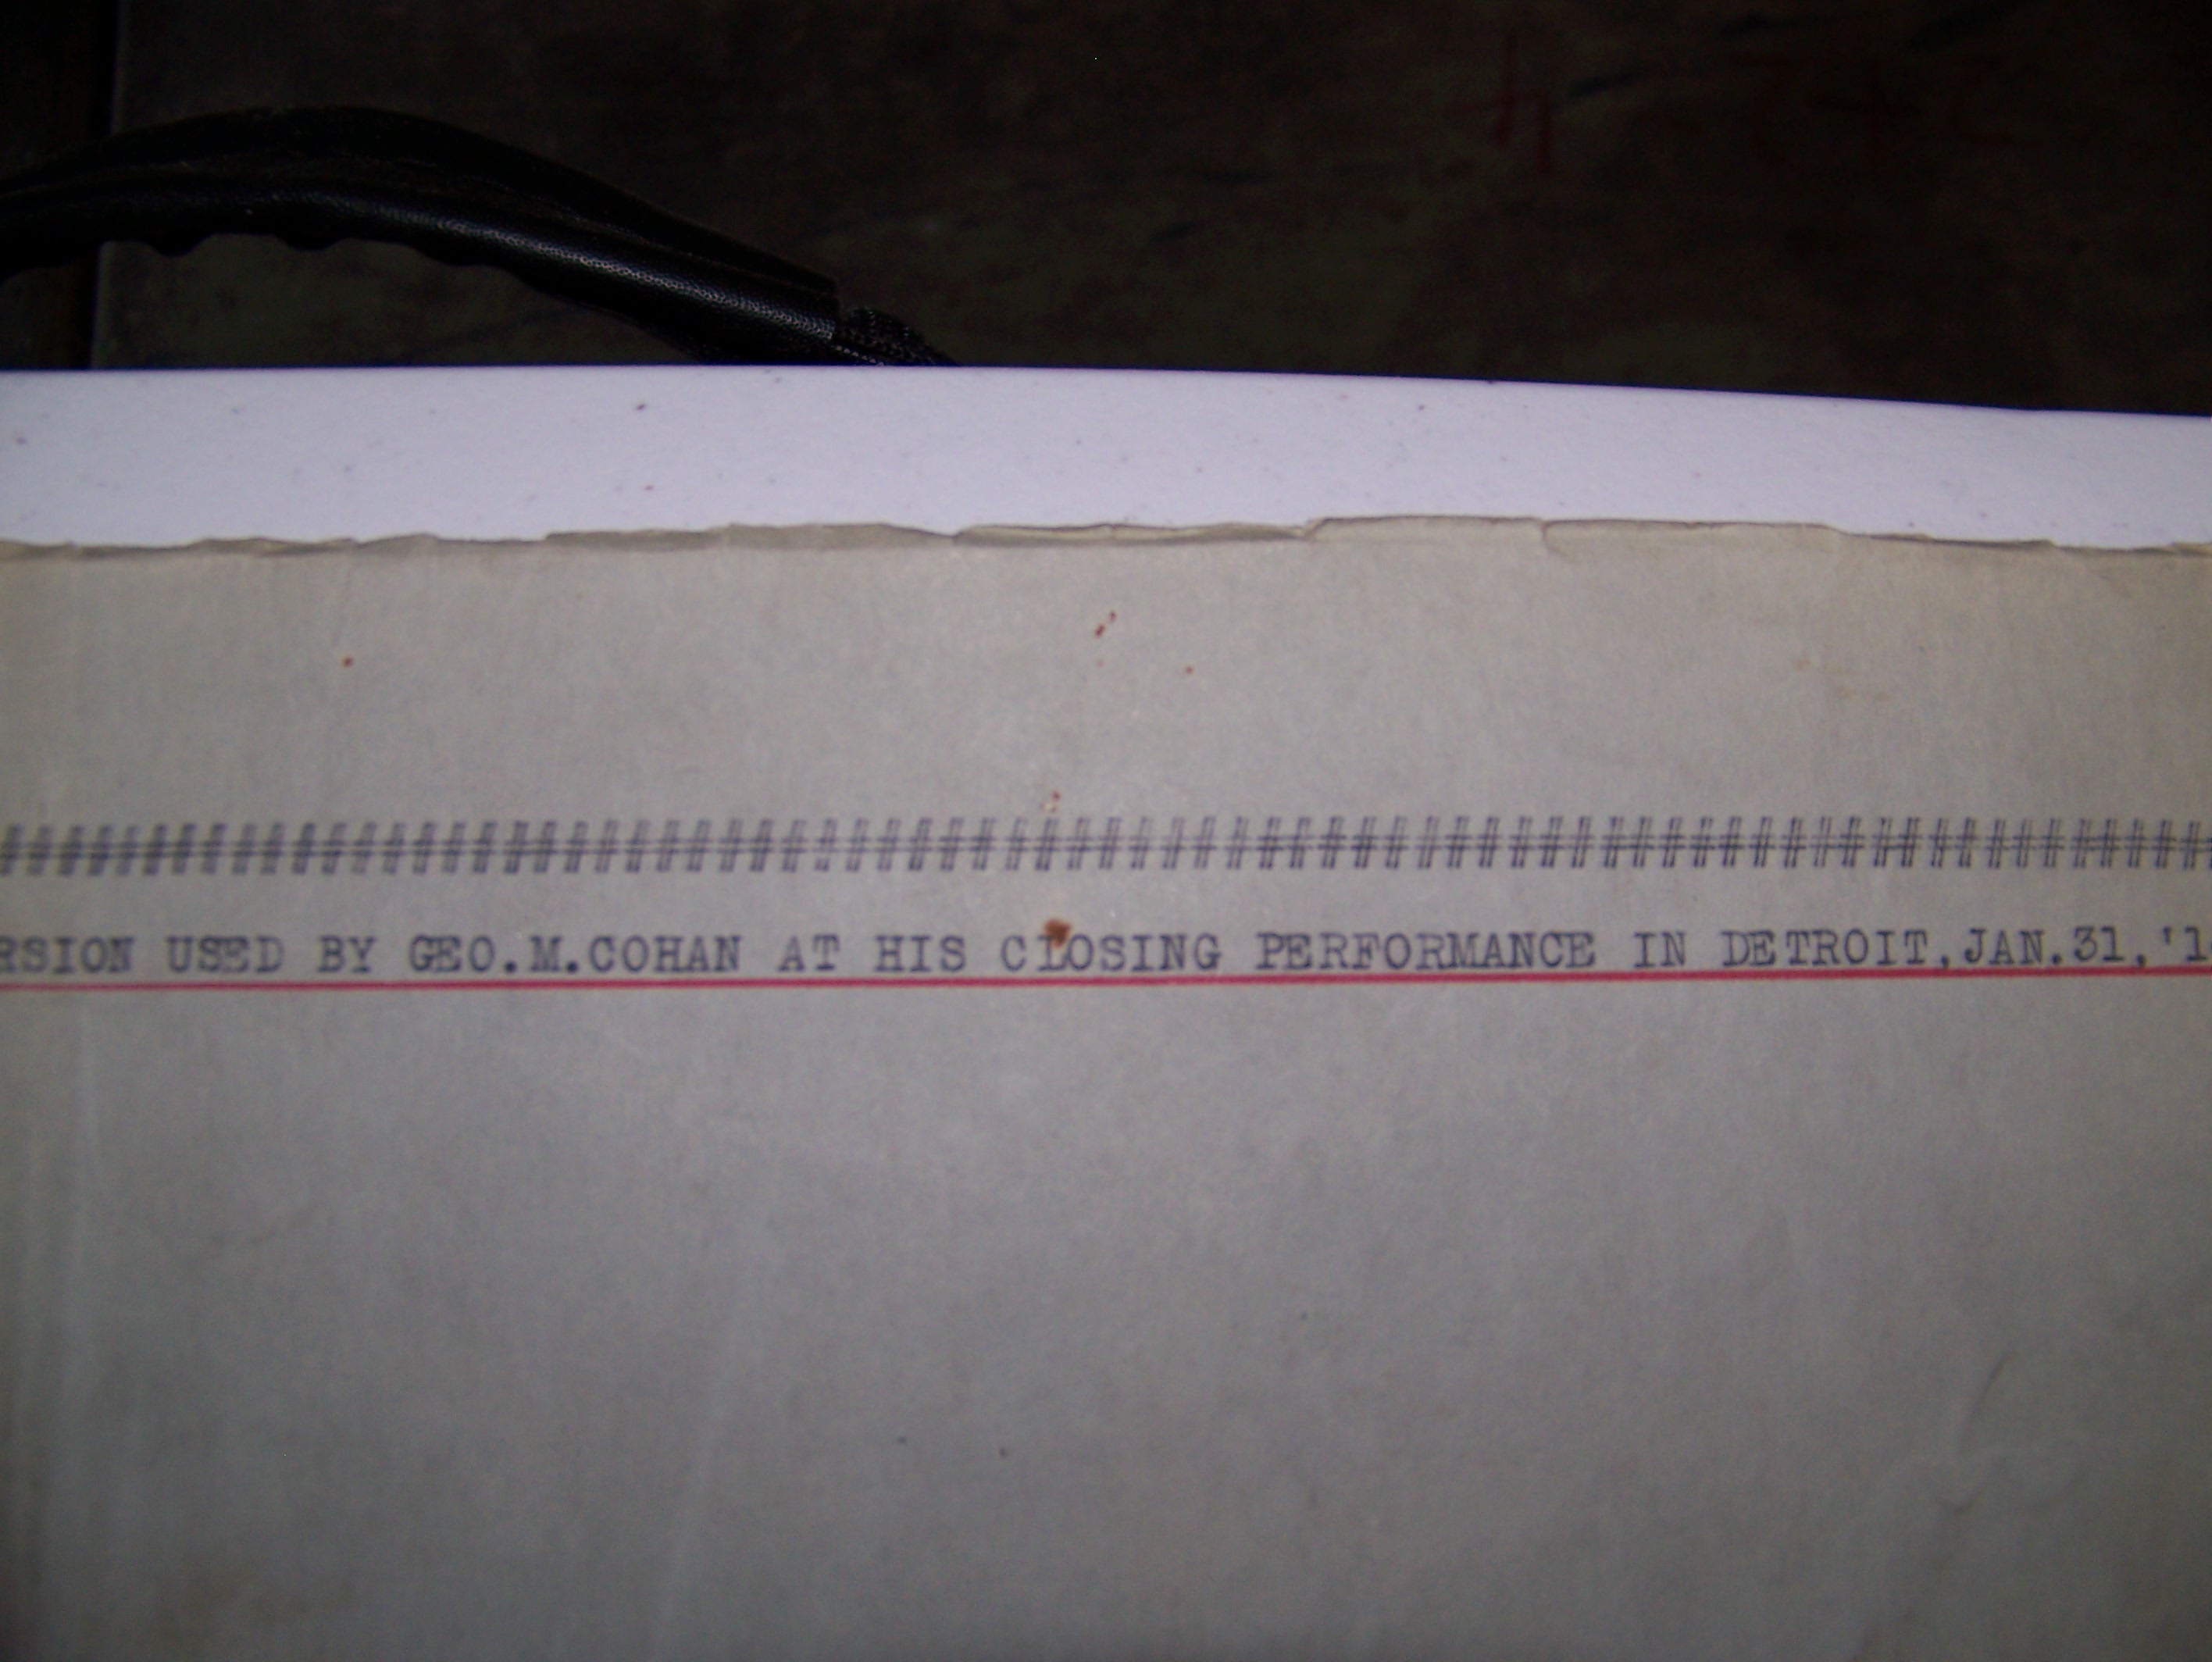 ################################################################################
RSION USED BY GEO.M.COHAN AT HIS CLOSING PERFORMANCE IN DETROIT,JAN.31,'1